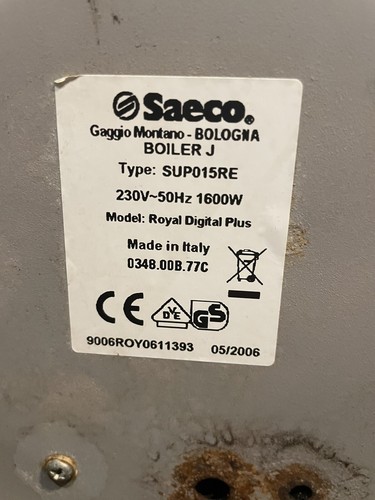 Saeco®
Gaggio Montano - BOLOGNA
BOILER J
Type: SUP015RE
230V~50Hz 1600W
Model: Royal Digital Plus
Made in Italy
0348.00B.77C
CE DVE GS
9006ROY0611393 05/2006